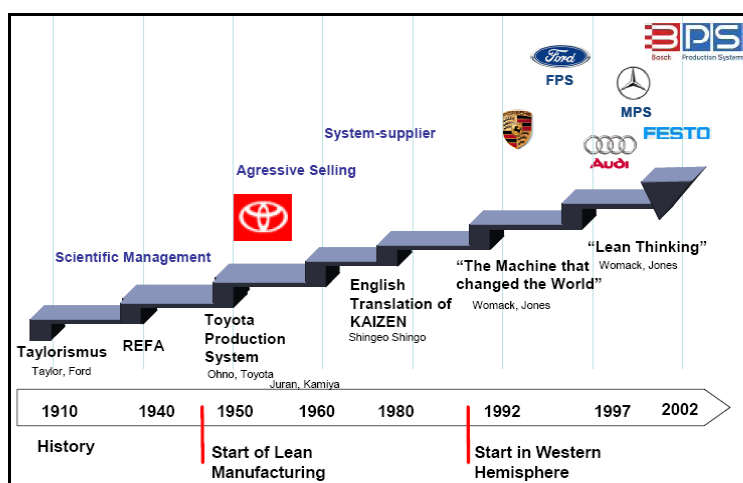 BPS
Bosch Production System
Ford
FPS
MPS
System-supplier
FESTO
Audi
Agressive Selling
Scientific Management
“Lean Thinking”
Womack, Jones
“The Machine that
changed the World”
Womack, Jones
English
Translation of
KAIZEN
Shingeo Shingo
Toyota
Production
System
Ohno, Toyota
Juran, Kamiya
REFA
Taylorismus
Taylor, Ford
1910
1940
1950
1960
1980
1992
1997
2002
History
Start of Lean
Manufacturing
Start in Western
Hemisphere